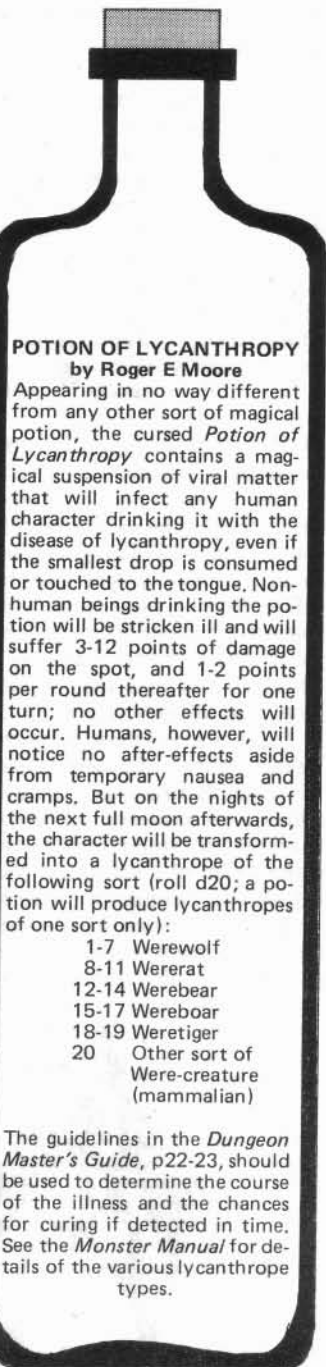 POTION OF LYCANTHROPY
by Roger E Moore
Appearing in no way different
from any other sort of magical
potion, the cursed Potion of
Lycanthropy contains a mag-
ical suspension of viral matter
that will infect any human
character drinking it with the
disease of lycanthropy, even if
the smallest drop is consumed
or touched to the tongue. Non-
human beings drinking the po-
tion will be stricken ill and will
suffer 3-12 points of damage
on the spot, and 1-2 points
per round thereafter for one
turn; no other effects will
occur. Humans, however, will
notice no after-effects aside
from temporary nausea and
cramps. But on the nights of
the next full moon afterwards,
the character will be transform-
ed into a lycanthrope of the
following sort (roll d20; a po-
tion will produce lycanthropes
of one sort only):
1-7 Werewolf
8-11 Wererat
12-14 Werebear
15-17 Wereboar
18-19 Weretiger
20 Other sort of
Were-creature
(mammalian)
The guidelines in the Dungeon
Master's Guide, p22-23, should
be used to determine the course
of the illness and the chances
for curing if detected in time.
See the Monster Manual for de-
tails of the various lycanthrope
types.